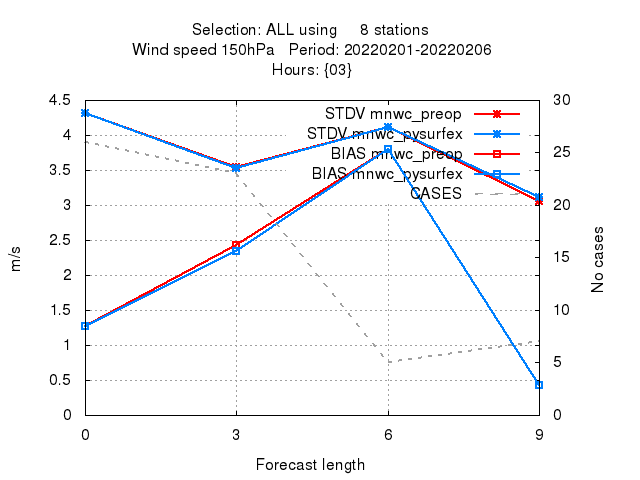 Selection: ALL using 8 stations
Wind speed 150hPa Period: 20220201-20220206
Hours: {03}
4.5
4
3.5
3
2.5
2
1.5
1
0.5
0
30
25
20
15
10
5
0
STDV mnwc_preop
STDV mnwc_pysurfex
BIAS mnwc_preop
BIAS mnwc_pysurfex
CASES
m/s
No cases
0 3 6 9
Forecast length